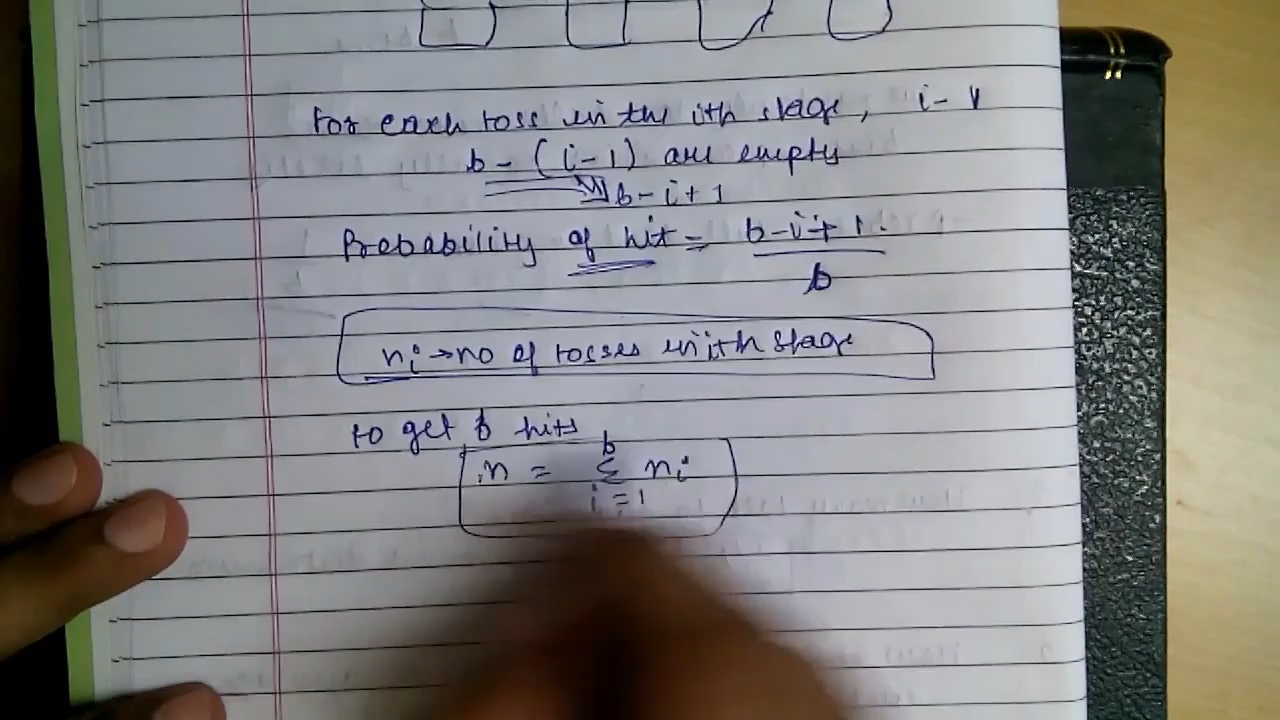 For each toss in the ith stage, i-1
b - (i-1) are empty
b-i+1
Probability of hit = b-i+1
b
ni → no of tosses in ith stage
to get b hits
b
n = Σ ni
i=1